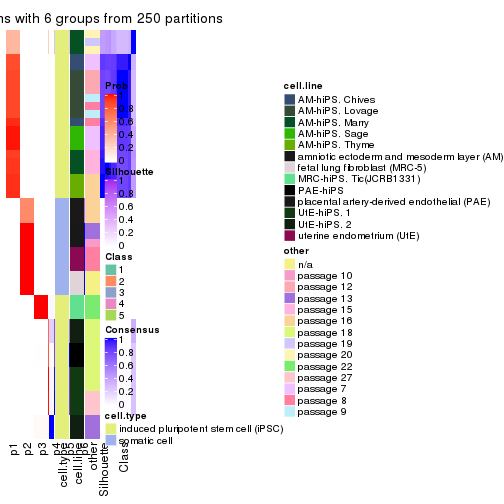 ns with 6 groups from 250 partitions
Prob
0.8
0.6
0.4
0.2
0
Silhouette
1
0.8
0.6
0.4
0.2
0
Class
1
2
3
4
5
Consensus
1
0.8
0.6
0.4
0.2
0
cell.type
induced pluripotent stem cell (iPSC)
somatic cell
cell.line
AM-hiPS. Chives
AM-hiPS. Lovage
AM-hiPS. Marry
AM-hiPS. Sage
AM-hiPS. Thyme
amniotic ectoderm and mesoderm layer (AM)
fetal lung fibroblast (MRC-5)
MRC-hiPS. Tic(JCRB1331)
PAE-hiPS
placental artery-derived endothelial (PAE)
UtE-hiPS. 1
UtE-hiPS. 2
uterine endometrium (UtE)
other
n/a
passage 10
passage 12
passage 13
passage 15
passage 16
passage 18
passage 19
passage 20
passage 22
passage 27
passage 7
passage 8
passage 9
p1
p2
p3
p4
cell.type
p5
cell.line
p6
other
Silhouette
Class